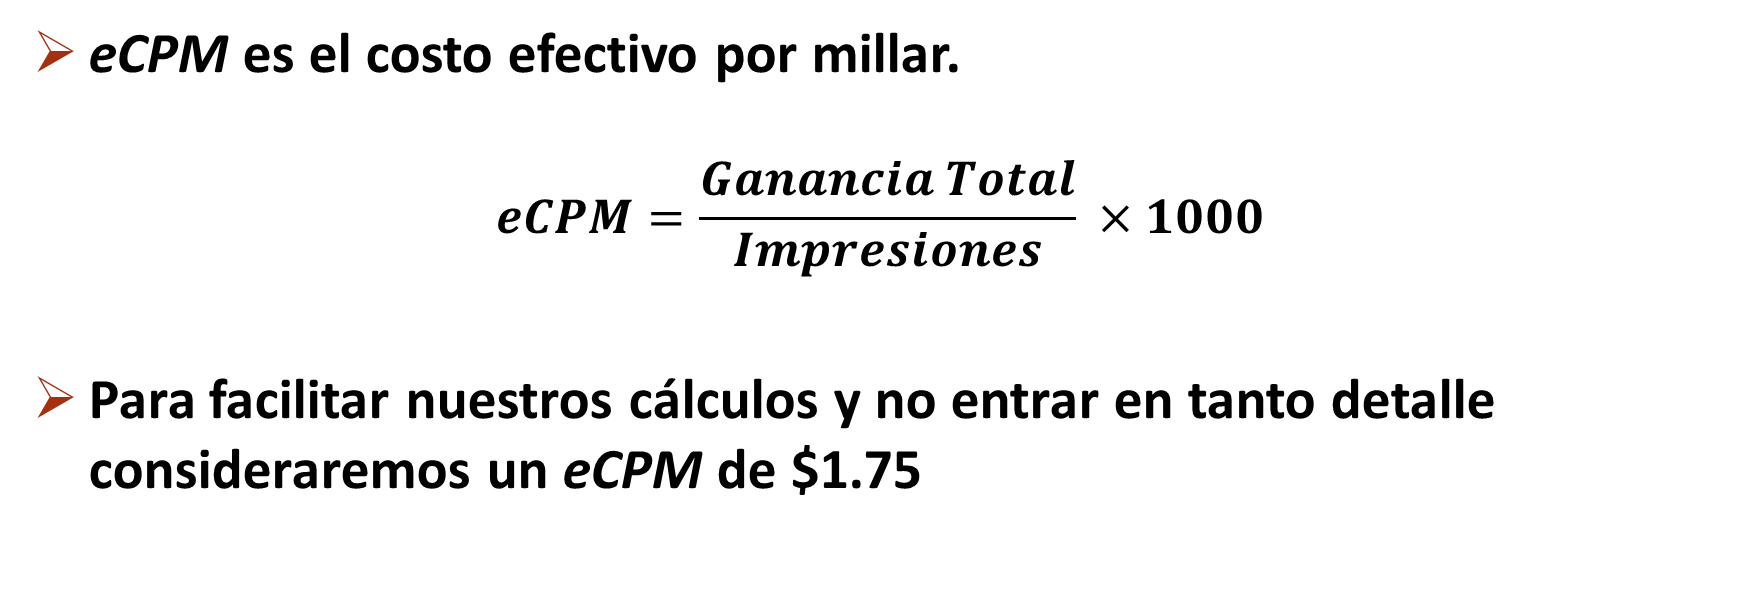 ➢ eCPM es el costo efectivo por millar.
eCPM = Ganancia Total / Impresiones × 1000
➢ Para facilitar nuestros cálculos y no entrar en tanto detalle
consideraremos un eCPM de $1.75